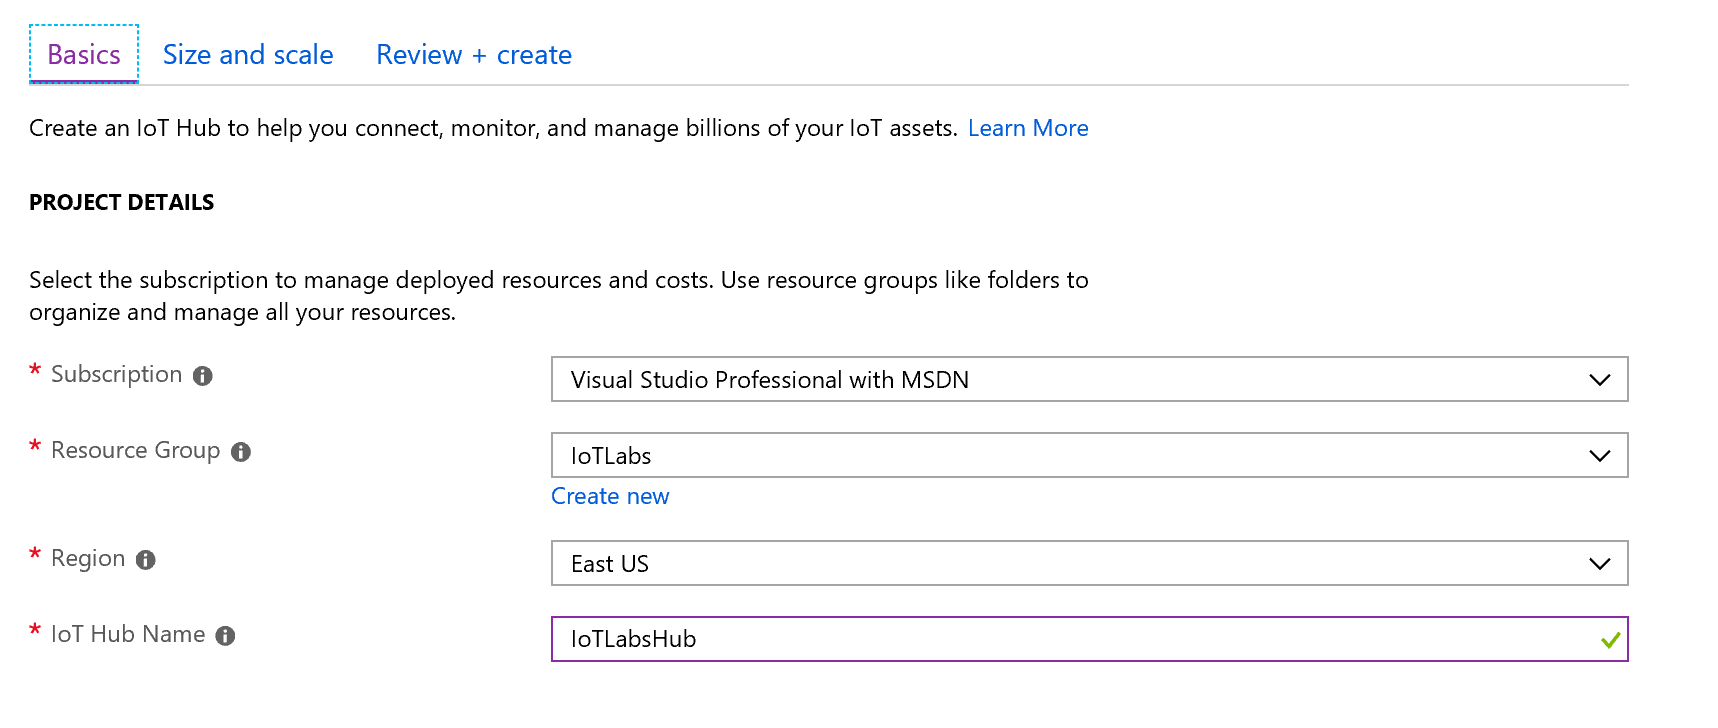 Basics Size and scale Review + create
Create an IoT Hub to help you connect, monitor, and manage billions of your IoT assets. Learn More
PROJECT DETAILS
Select the subscription to manage deployed resources and costs. Use resource groups like folders to
organize and manage all your resources.
* Subscription Visual Studio Professional with MSDN
* Resource Group IoTLabs
Create new
* Region East US
* IoT Hub Name IoTLabsHub